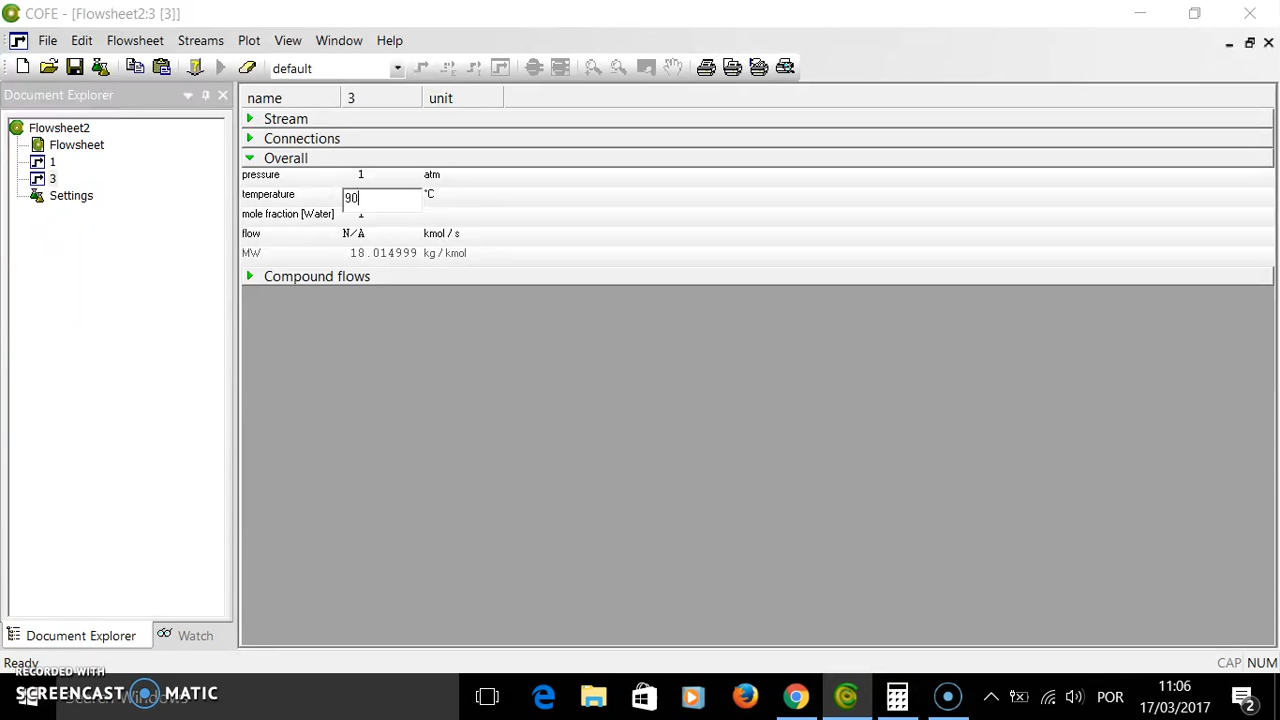 COFE - [Flowsheet2:3 [3]]
File Edit Flowsheet Streams Plot View Window Help
default
Document Explorer
Flowsheet2
Flowsheet
1
3
Settings
name 3 unit
Stream
Connections
Overall
pressure 1 atm
temperature 90 °C
mole fraction [Water] 1
flow N/A kmol / s
MW 18.014999 kg / kmol
Compound flows
Document Explorer Watch
Ready CAP NUM
RECORDED WITH
SCREENCAST MATIC
Search Windows
POR
11:06
17/03/2017
2